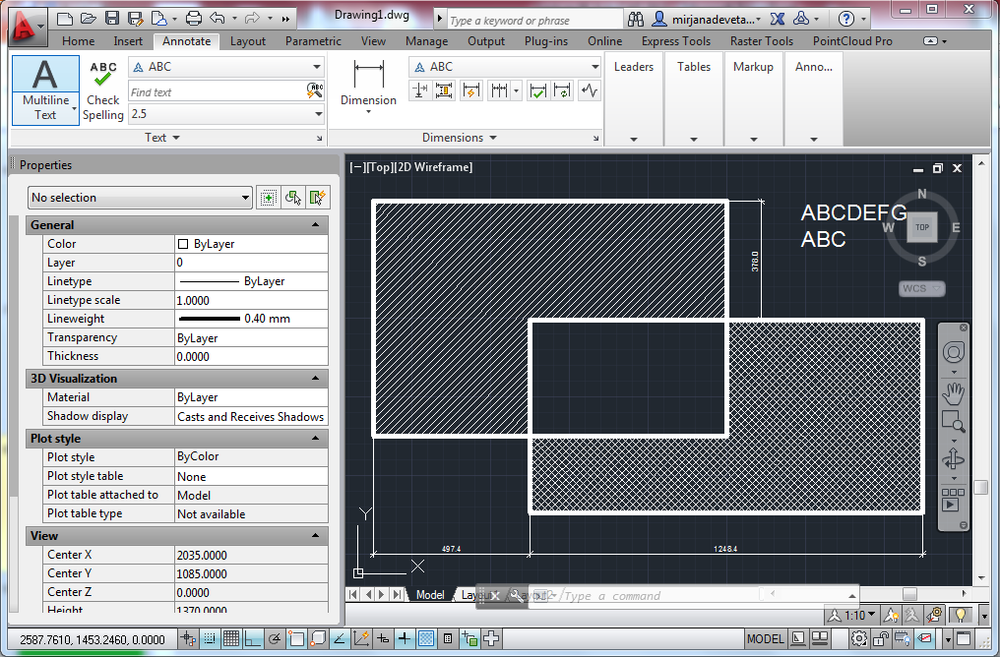 Drawing1.dwg
Type a keyword or phrase
mirjanadeveta...
Home Insert Annotate Layout Parametric View Manage Output Plug-ins Online Express Tools Raster Tools PointCloud Pro
A
Multiline
Text
ABC
Check
Spelling
ABC
Find text
2.5
Text
Dimension
ABC
Dimensions
Leaders
Tables
Markup
Anno...
Properties
No selection
General
Color ByLayer
Layer 0
Linetype ByLayer
Linetype scale 1.0000
Lineweight 0.40 mm
Transparency ByLayer
Thickness 0.0000
3D Visualization
Material ByLayer
Shadow display Casts and Receives Shadows
Plot style
Plot style ByColor
Plot style table None
Plot table attached to Model
Plot table type Not available
View
Center X 2035.0000
Center Y 1085.0000
Center Z 0.0000
Height 1370.0000
[−][Top][2D Wireframe]
ABCDEFG
ABC
N
W TOP E
S
WCS
378.0
497.4
1248.4
Y
X
Model
Type a command
1:10
2587.7610, 1453.2460, 0.0000
MODEL